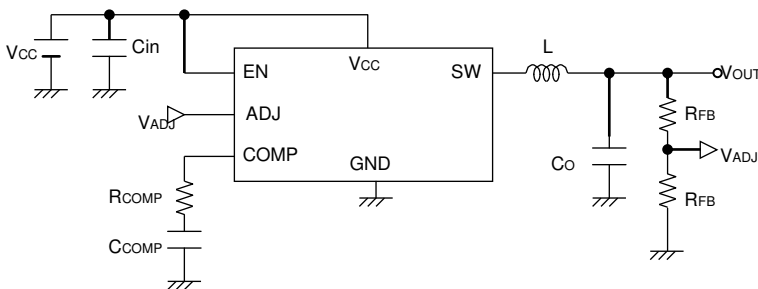 VCC
Cin
EN
VCC
SW
L
VOUT
VADJ
ADJ
COMP
GND
RCOMP
CCOMP
CO
RFB
VADJ
RFB